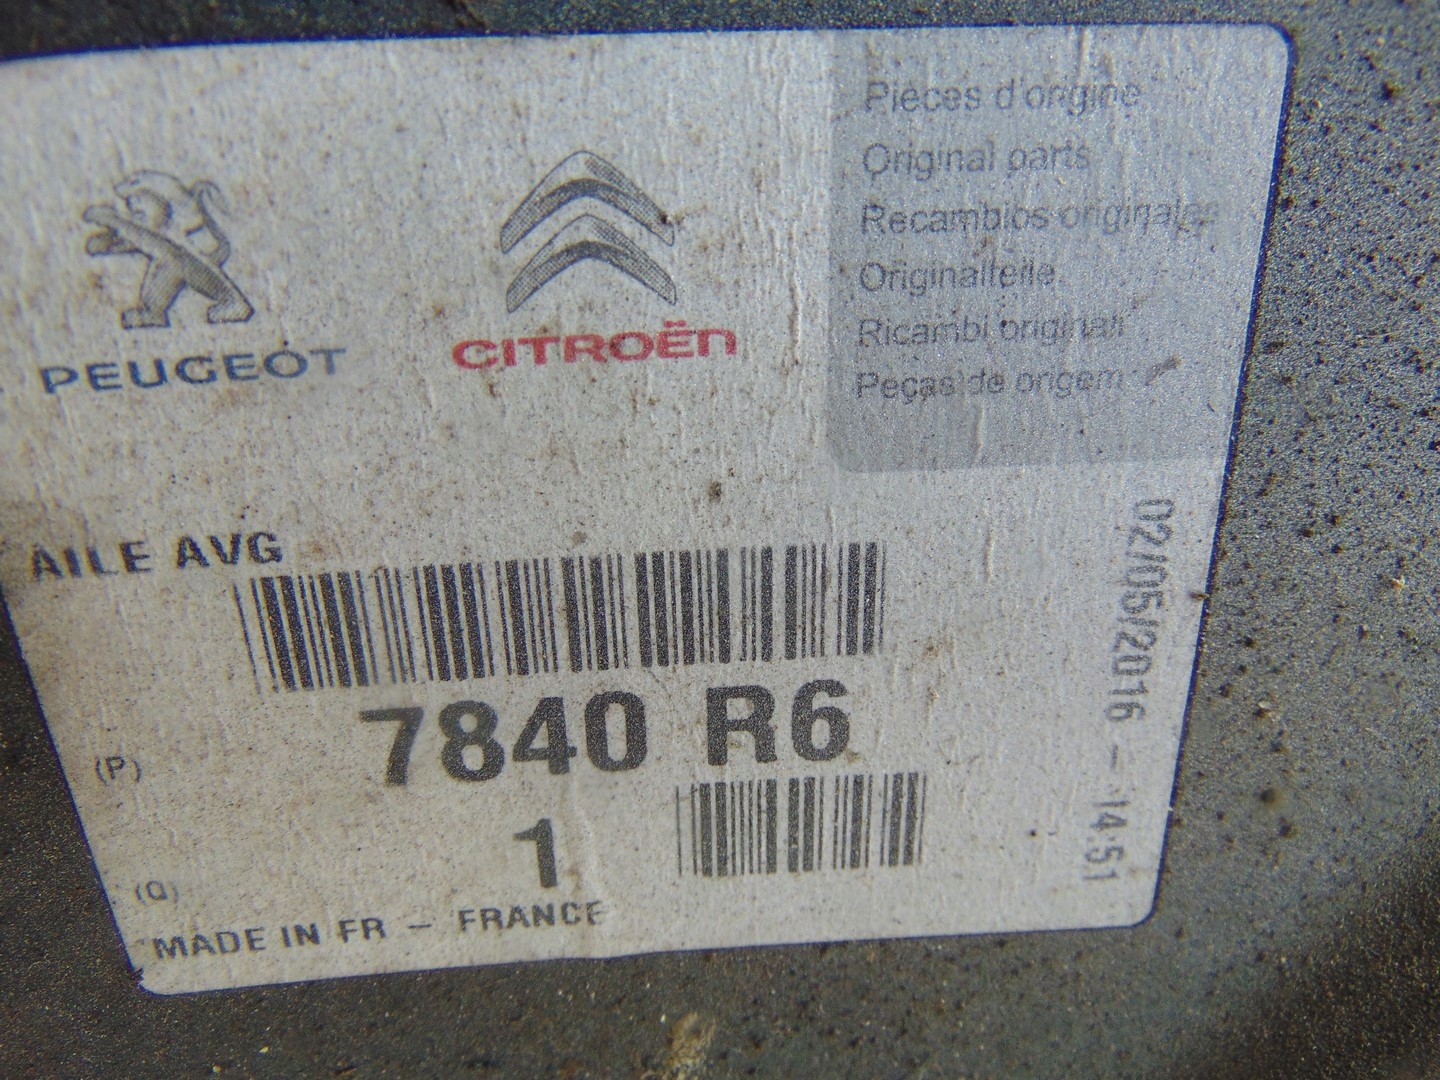 PEUGEOT
CITROËN
Pièces d'origine
Original parts
Recambios originales
Originalteile
Ricambi originali
Peças de origem
AILE AVG
(P) 7840 R6
(Q) 1
MADE IN FR - FRANCE
02/05/2016 - 14:51